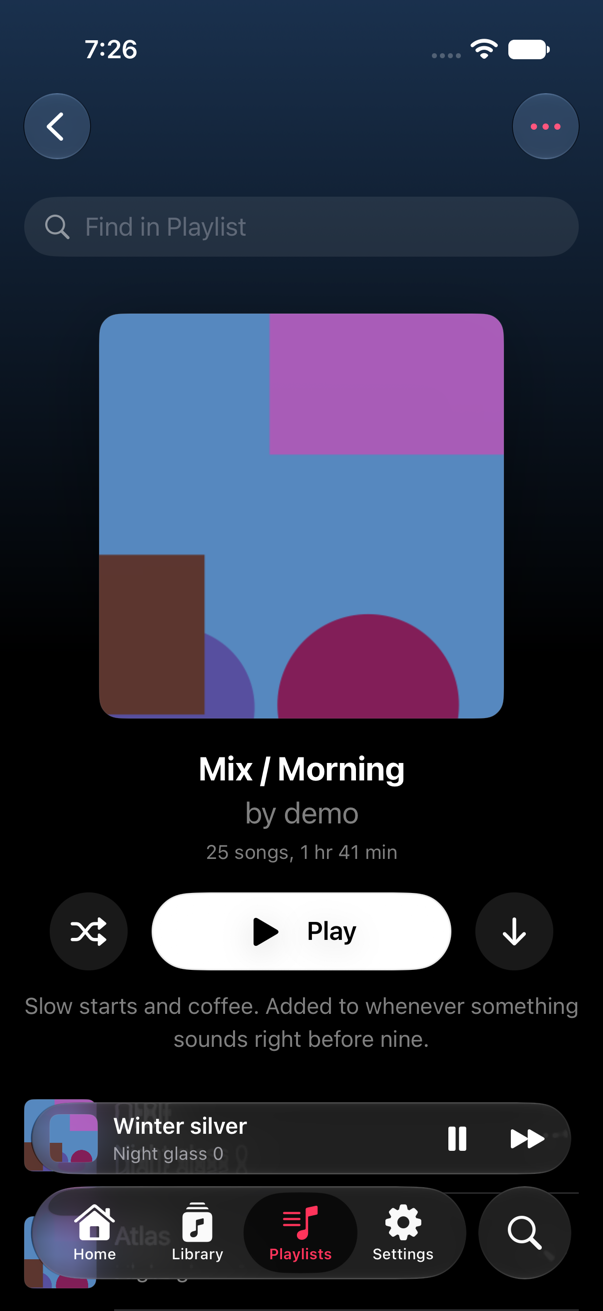 7:26
Find in Playlist
Mix / Morning
by demo
25 songs, 1 hr 41 min
Play
Slow starts and coffee. Added to whenever something
sounds right before nine.
Winter silver
Night glass 0
Atlas
Home
Library
Playlists
Settings